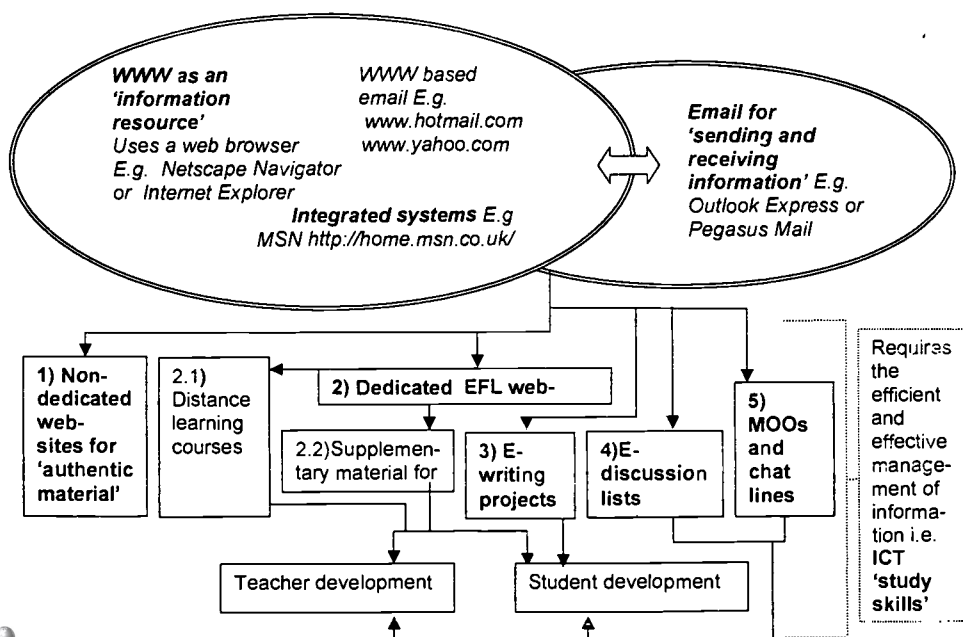 WWW as an
'information
resource'
Uses a web browser
E.g. Netscape Navigator
or Internet Explorer
WWW based
email E.g.
www.hotmail.com
www.yahoo.com
Integrated systems E.g
MSN http://home.msn.co.uk/
Email for
'sending and
receiving
information' E.g.
Outlook Express or
Pegasus Mail
1) Non-
dedicated
web-
sites for
'authentic
material'
2.1)
Distance
learning
courses
2) Dedicated EFL web-
2.2)Supplemen-
tary material for
3) E-
writing
projects
4)E-
discussion
lists
5)
MOOs
and
chat
lines
Requires
the
efficient
and
effective
manage-
ment of
informa-
tion i.e.
ICT
'study
skills'
Teacher development
Student development